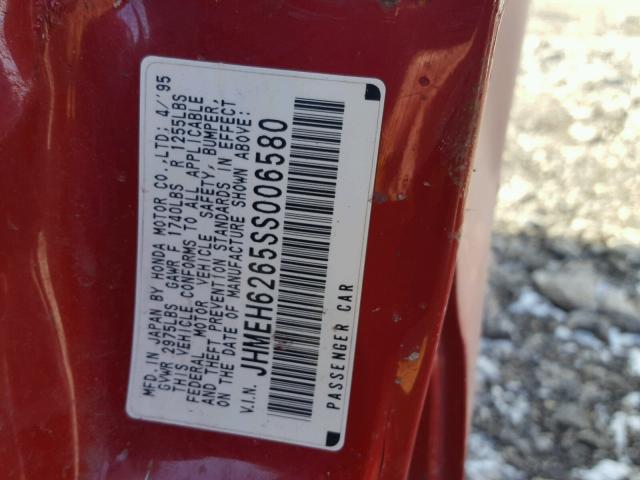 MFD. IN JAPAN BY HONDA MOTOR CO.,LTD; 4/'95
GVWR 2975LBS GAWR F 1740LBS R 1255LBS
THIS VEHICLE CONFORMS TO ALL APPLICABLE
FEDERAL MOTOR VEHICLE SAFETY, BUMPER,
AND THEFT PREVENTION STANDARDS IN EFFECT
ON THE DATE OF MANUFACTURE SHOWN ABOVE:
V.I.N. JHMEH6265SS006580
PASSENGER CAR